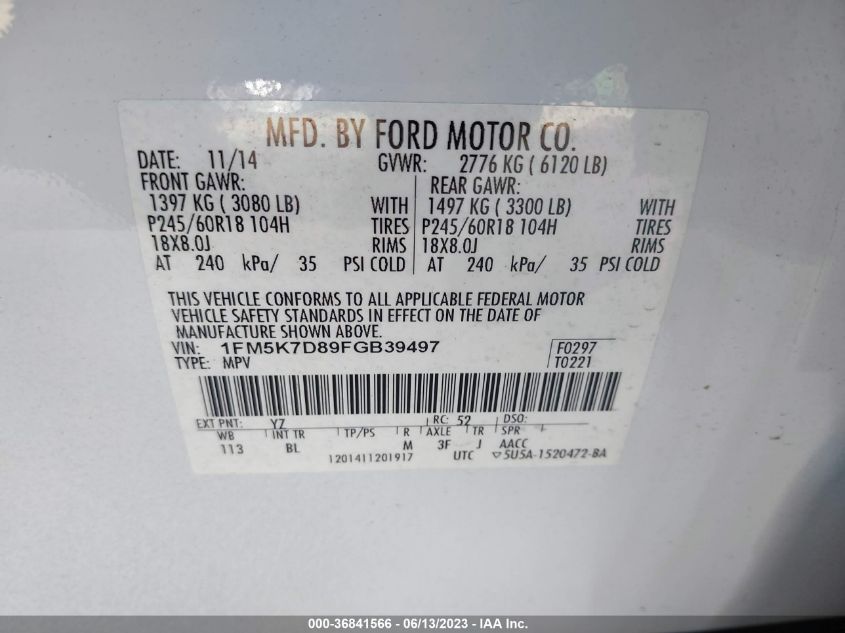 MFD. BY FORD MOTOR CO.
DATE: 11/14 GVWR: 2776 KG ( 6120 LB)
FRONT GAWR: REAR GAWR:
1397 KG ( 3080 LB) WITH 1497 KG ( 3300 LB) WITH
P245/60R18 104H TIRES P245/60R18 104H TIRES
18X8.0J RIMS 18X8.0J RIMS
AT 240 kPa/ 35 PSI COLD AT 240 kPa/ 35 PSI COLD
THIS VEHICLE CONFORMS TO ALL APPLICABLE FEDERAL MOTOR
VEHICLE SAFETY STANDARDS IN EFFECT ON THE DATE OF
MANUFACTURE SHOWN ABOVE.
VIN: 1FM5K7D89FGB39497 F0297
TYPE: MPV T0221
EXT PNT: YZ RC: 52 DSO:
WB INT TR TP/PS R AXLE TR SPR
113 BL M 3F J AACC
1201411201917 UTC ▽5U5A-1520472-BA
000-36841566 - 06/13/2023 - IAA Inc.